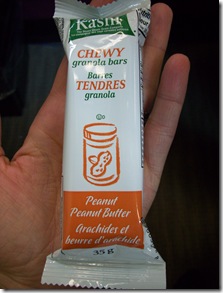 Kashi
CHEWY
granola bars
Barres
TENDRES
granola
Peanut
Peanut Butter
Arachides et
beurre d'arachide
35 g